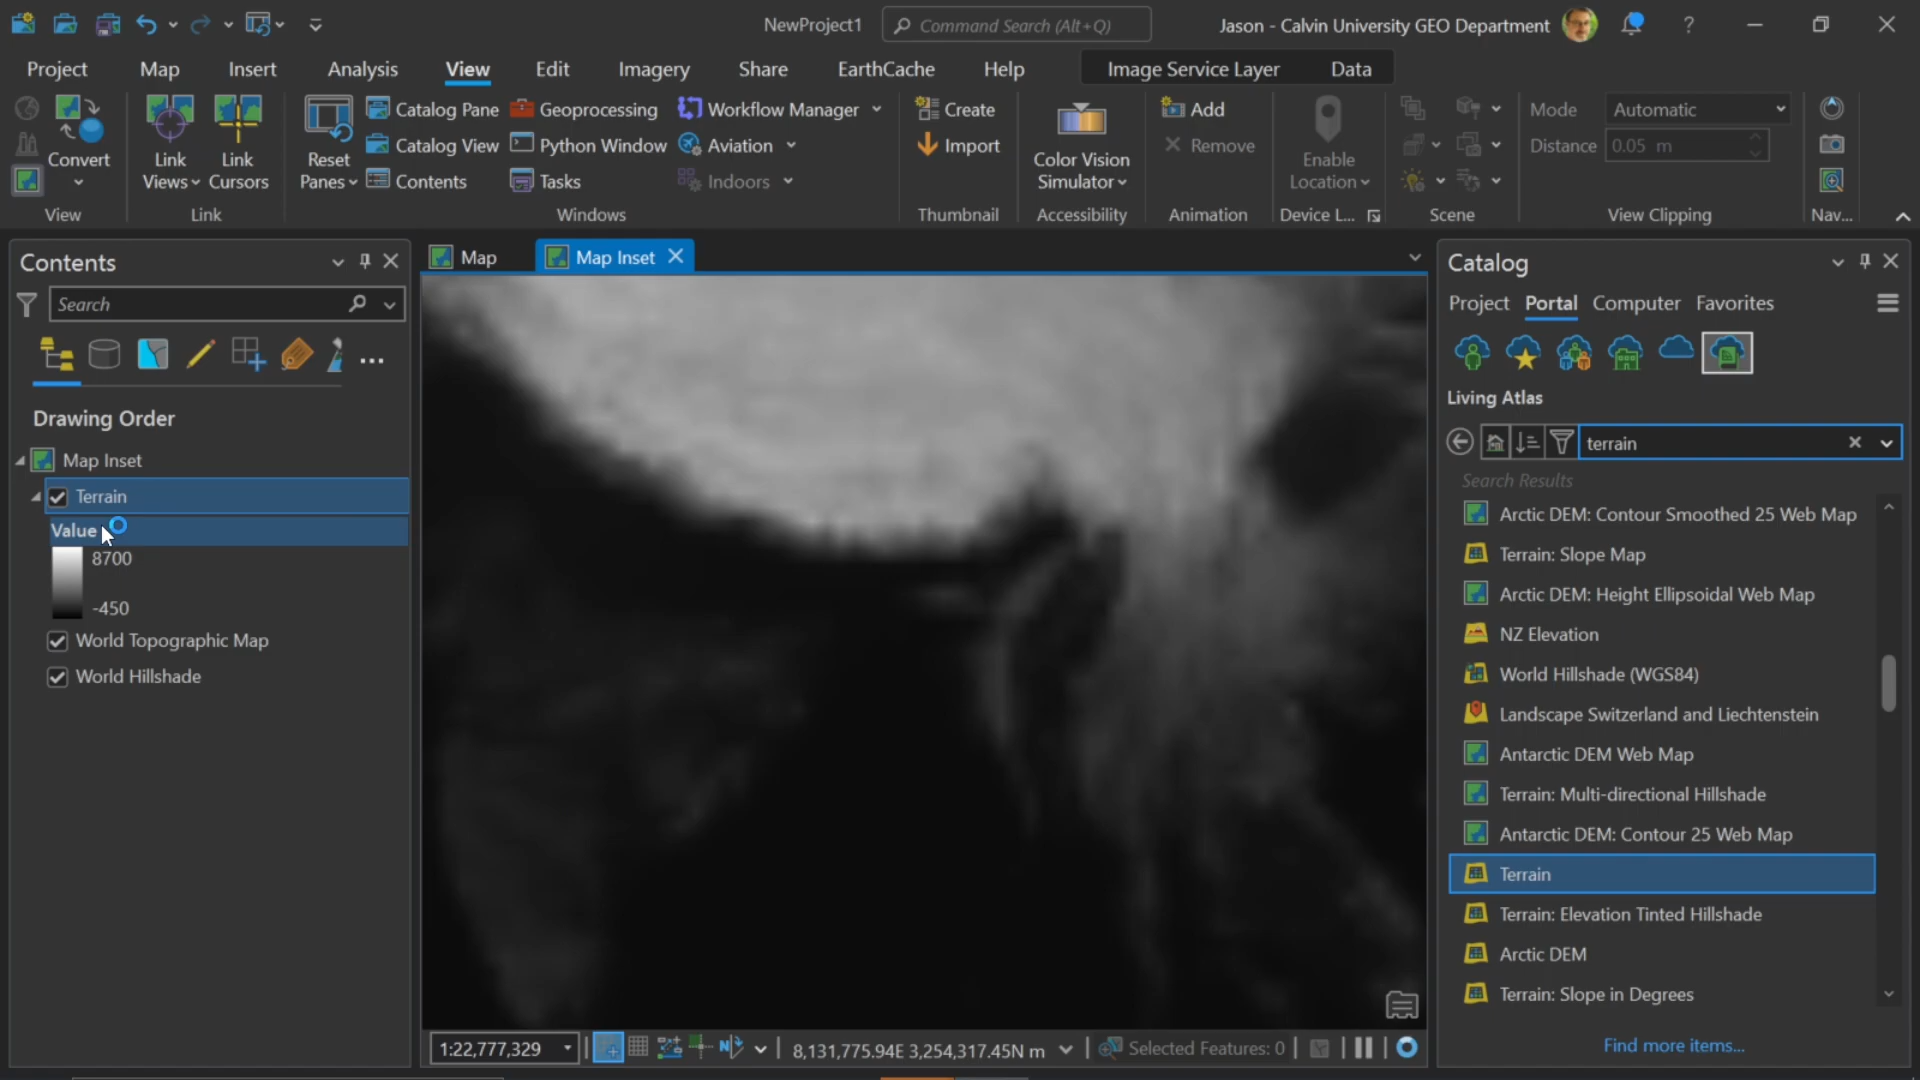 NewProject1
Command Search (Alt+Q)
Jason - Calvin University GEO Department
?
Project
Map
Insert
Analysis
View
Edit
Imagery
Share
EarthCache
Help
Image Service Layer
Data
Convert
View
Link
Views
Link
Cursors
Link
Reset
Panes
Catalog Pane
Catalog View
Contents
Geoprocessing
Python Window
Tasks
Workflow Manager
Aviation
Indoors
Windows
Create
Import
Thumbnail
Color Vision
Simulator
Accessibility
Add
Remove
Animation
Enable
Location
Device L...
Scene
Mode
Automatic
Distance
0.05 m
View Clipping
Nav...
Contents
Search
Drawing Order
Map Inset
Terrain
Value
8700
-450
World Topographic Map
World Hillshade
Map
Map Inset
1:22,777,329
8,131,775.94E 3,254,317.45N m
Selected Features: 0
Catalog
Project
Portal
Computer
Favorites
Living Atlas
terrain
Search Results
Arctic DEM: Contour Smoothed 25 Web Map
Terrain: Slope Map
Arctic DEM: Height Ellipsoidal Web Map
NZ Elevation
World Hillshade (WGS84)
Landscape Switzerland and Liechtenstein
Antarctic DEM Web Map
Terrain: Multi-directional Hillshade
Antarctic DEM: Contour 25 Web Map
Terrain
Terrain: Elevation Tinted Hillshade
Arctic DEM
Terrain: Slope in Degrees
Find more items...